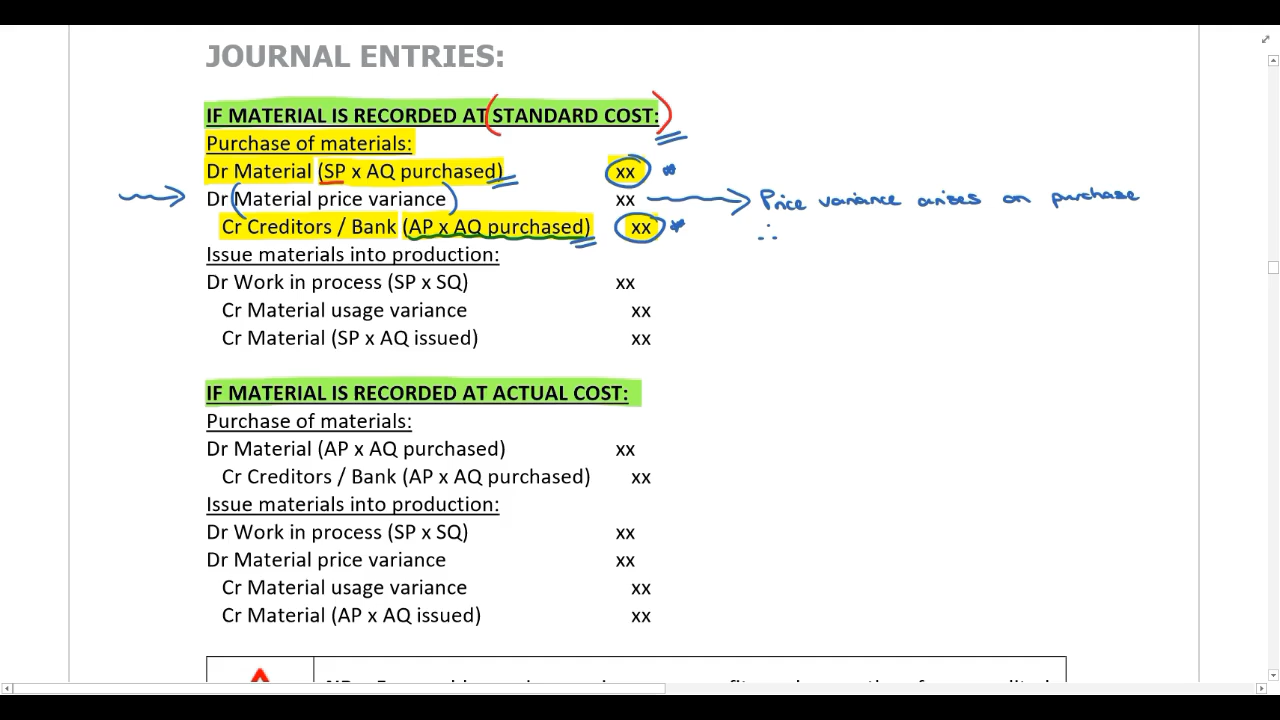 JOURNAL ENTRIES:
IF MATERIAL IS RECORDED AT (STANDARD COST:)
Purchase of materials:
Dr Material (SP x AQ purchased) xx *
Dr (Material price variance) xx → Price variance arises on purchase
Cr Creditors / Bank (AP x AQ purchased) xx * ∴
Issue materials into production:
Dr Work in process (SP x SQ) xx
Cr Material usage variance xx
Cr Material (SP x AQ issued) xx
IF MATERIAL IS RECORDED AT ACTUAL COST:
Purchase of materials:
Dr Material (AP x AQ purchased) xx
Cr Creditors / Bank (AP x AQ purchased) xx
Issue materials into production:
Dr Work in process (SP x SQ) xx
Dr Material price variance xx
Cr Material usage variance xx
Cr Material (AP x AQ issued) xx